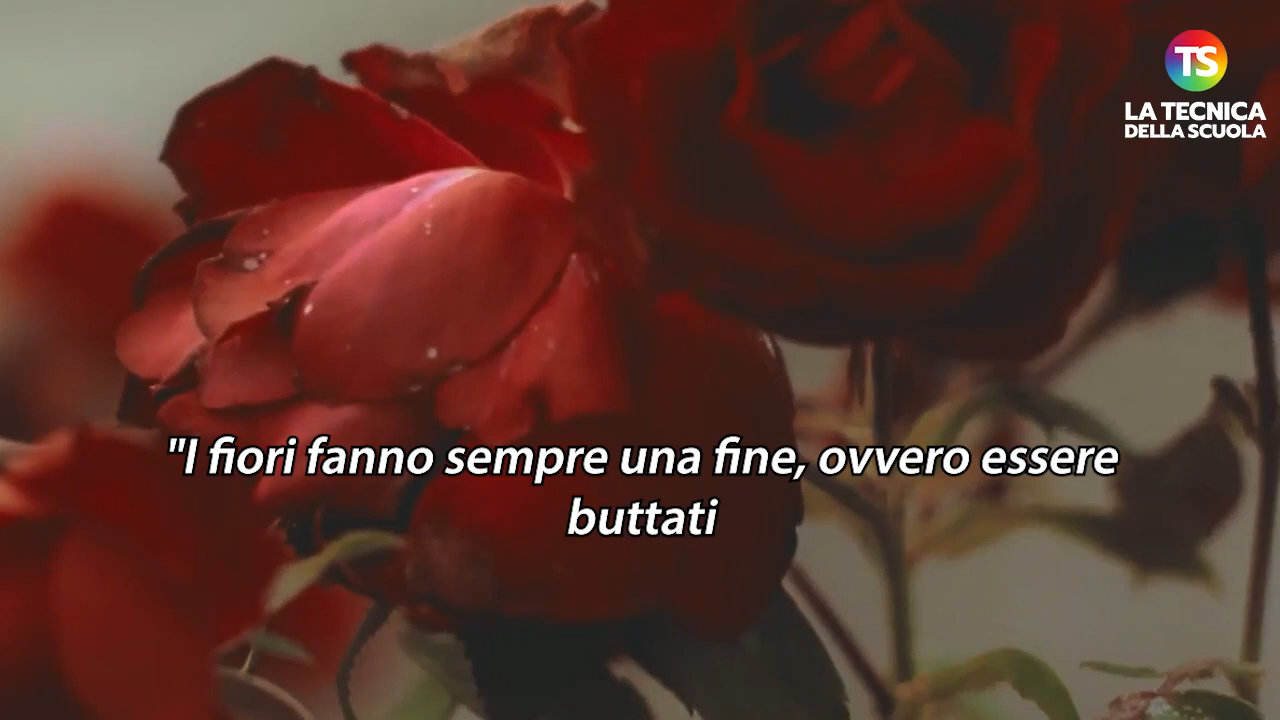 TS
LA TECNICA
DELLA SCUOLA
"I fiori fanno sempre una fine, ovvero essere
buttati